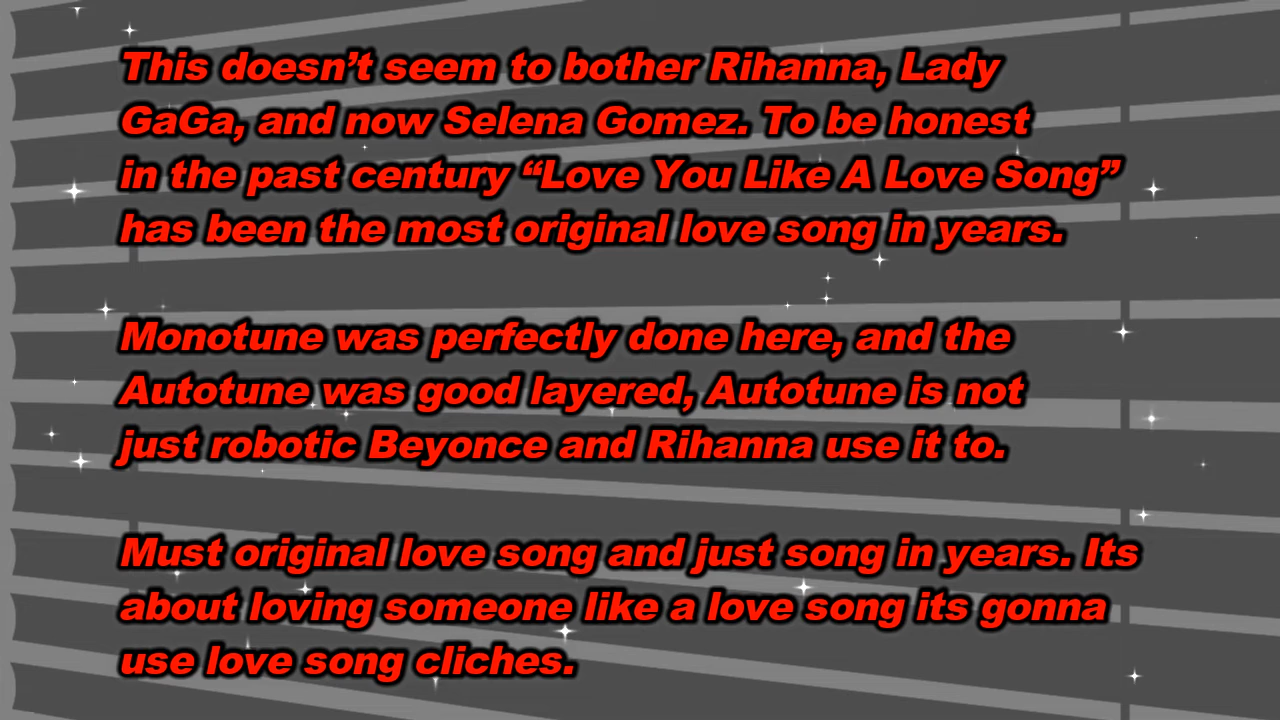 This doesn’t seem to bother Rihanna, Lady
GaGa, and now Selena Gomez. To be honest
in the past century “Love You Like A Love Song”
has been the most original love song in years.
Monotune was perfectly done here, and the
Autotune was good layered, Autotune is not
just robotic Beyonce and Rihanna use it to.
Must original love song and just song in years. Its
about loving someone like a love song its gonna
use love song cliches.